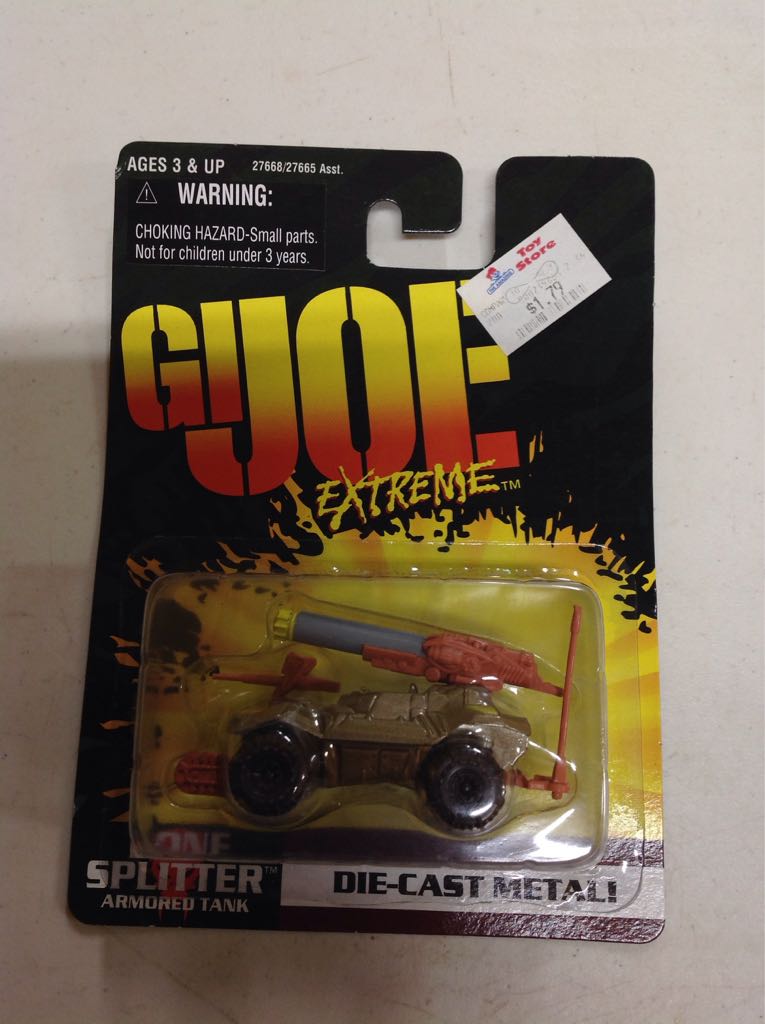 AGES 3 & UP 27668/27665 Asst.
⚠ WARNING:
CHOKING HAZARD-Small parts.
Not for children under 3 years.
Toy
Store
$1.79
GI JOE
EXTREME™
SPLITTER™
ARMORED TANK
DIE-CAST METAL!